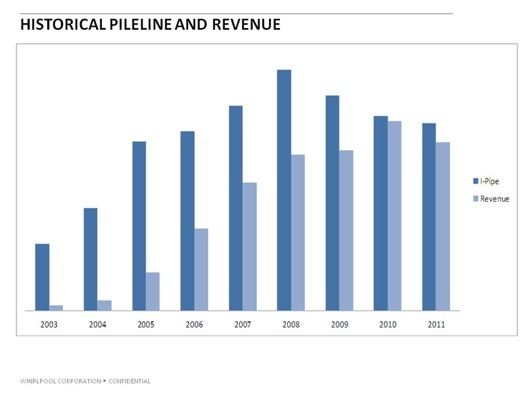 HISTORICAL PILELINE AND REVENUE
I-Pipe
Revenue
2003 2004 2005 2006 2007 2008 2009 2010 2011
WHIRLPOOL CORPORATION • CONFIDENTIAL